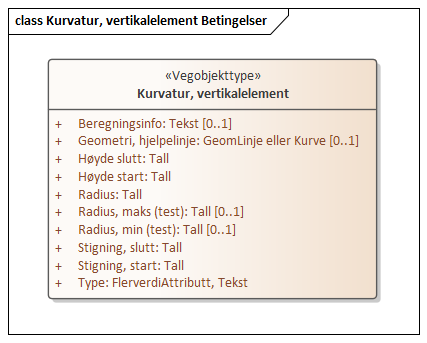 class Kurvatur, vertikalelement Betingelser
«Vegobjekttype»
Kurvatur, vertikalelement
+ Beregningsinfo: Tekst [0..1]
+ Geometri, hjelpelinje: GeomLinje eller Kurve [0..1]
+ Høyde slutt: Tall
+ Høyde start: Tall
+ Radius: Tall
+ Radius, maks (test): Tall [0..1]
+ Radius, min (test): Tall [0..1]
+ Stigning, slutt: Tall
+ Stigning, start: Tall
+ Type: FlerverdiAttributt, Tekst